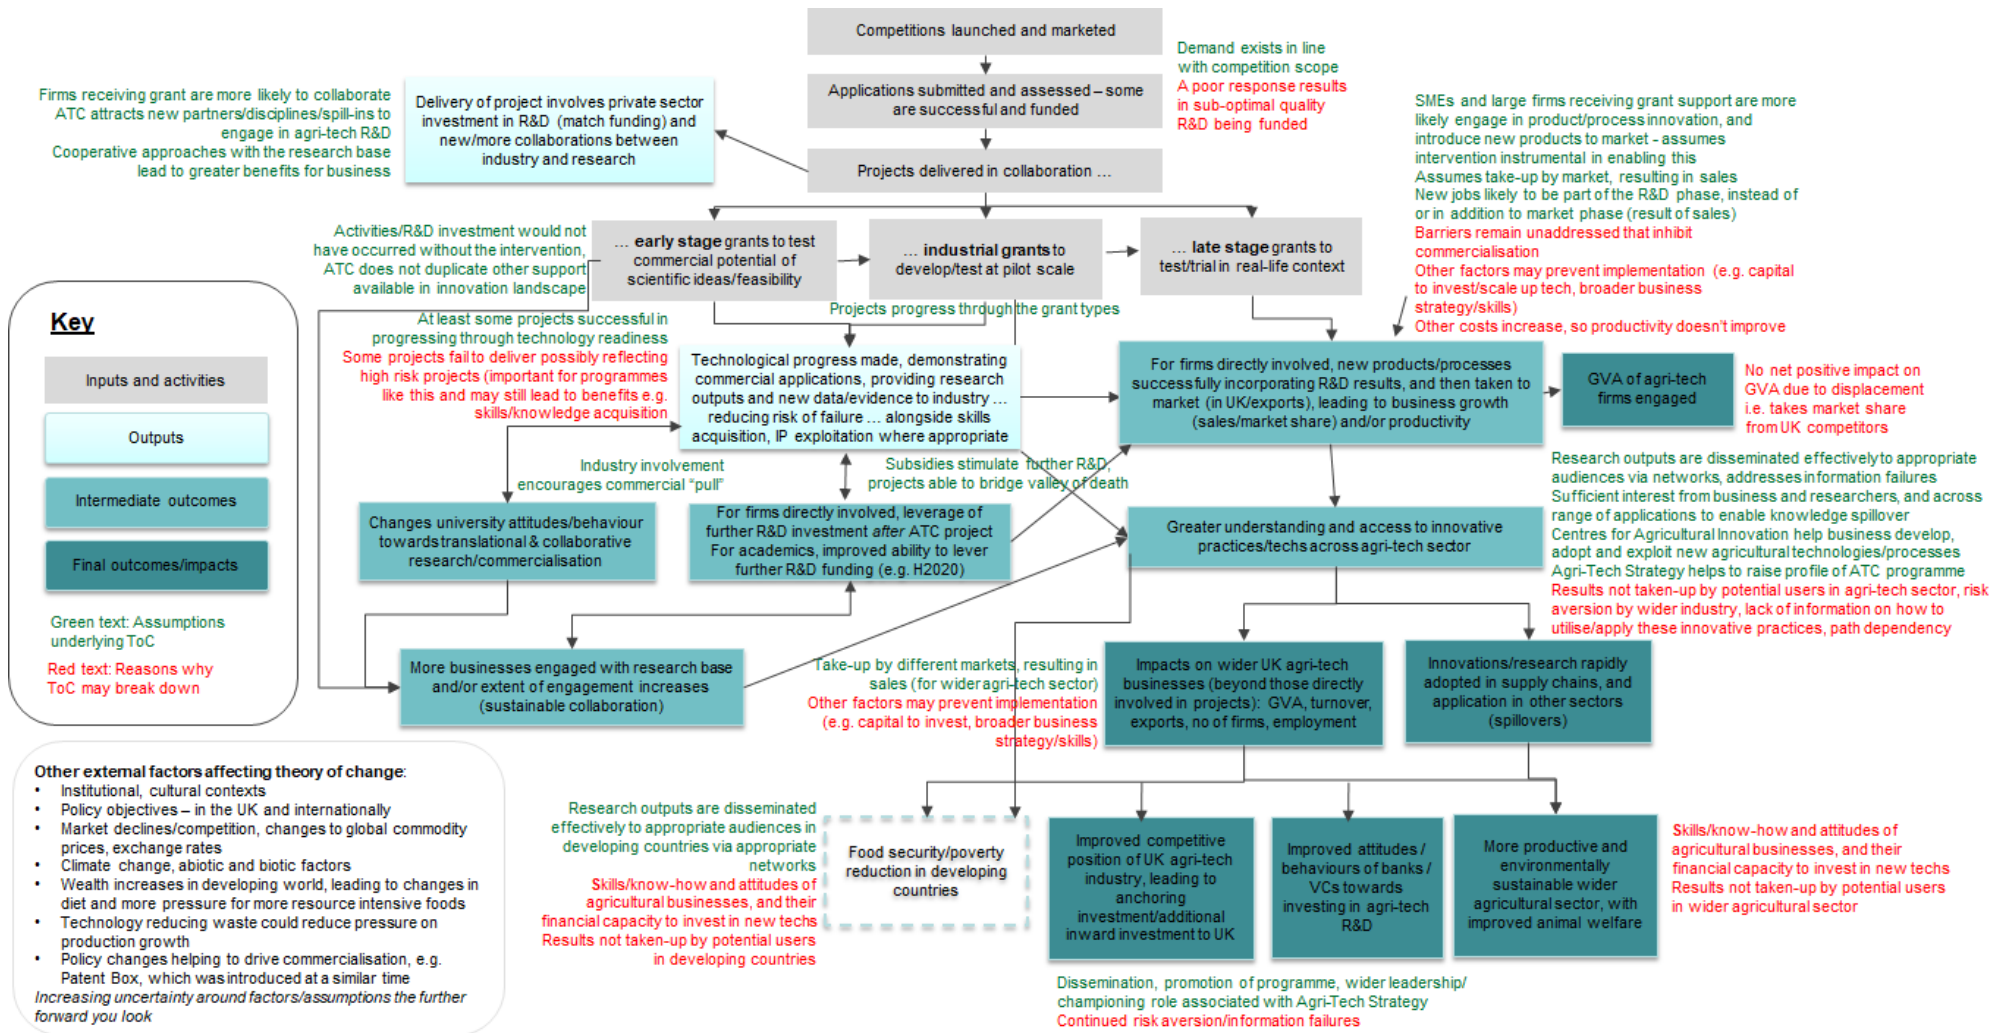 Competitions launched and marketed
Applications submitted and assessed – some
are successful and funded
Projects delivered in collaboration …
Demand exists in line
with competition scope
A poor response results
in sub-optimal quality
R&D being funded
Firms receiving grant are more likely to collaborate
ATC attracts new partners/disciplines/spill-ins to
engage in agri-tech R&D
Cooperative approaches with the research base
lead to greater benefits for business
Delivery of project involves private sector
investment in R&D (match funding) and
new/more collaborations between
industry and research
SMEs and large firms receiving grant support are more
likely engage in product/process innovation, and
introduce new products to market - assumes
intervention instrumental in enabling this
Assumes take-up by market, resulting in sales
New jobs likely to be part of the R&D phase, instead of
or in addition to market phase (result of sales)
Barriers remain unaddressed that inhibit
commercialisation
Other factors may prevent implementation (e.g. capital
to invest/scale up tech, broader business
strategy/skills)
Other costs increase, so productivity doesn't improve
Activities/R&D investment would not
have occurred without the intervention,
ATC does not duplicate other support
available in innovation landscape
… early stage grants to test
commercial potential of
scientific ideas/feasibility
… industrial grants to
develop/test at pilot scale
… late stage grants to
test/trial in real-life context
Projects progress through the grant types
Key
Inputs and activities
Outputs
Intermediate outcomes
Final outcomes/impacts
Green text: Assumptions
underlying ToC
Red text: Reasons why
ToC may break down
At least some projects successful in
progressing through technology readiness
Some projects fail to deliver possibly reflecting
high risk projects (important for programmes
like this and may still lead to benefits e.g.
skills/knowledge acquisition
Technological progress made, demonstrating
commercial applications, providing research
outputs and new data/evidence to industry …
reducing risk of failure … alongside skills
acquisition, IP exploitation where appropriate
For firms directly involved, new products/processes
successfully incorporating R&D results, and then taken to
market (in UK/exports), leading to business growth
(sales/market share) and/or productivity
GVA of agri-tech
firms engaged
No net positive impact on
GVA due to displacement
i.e. takes market share
from UK competitors
Industry involvement
encourages commercial “pull”
Subsidies stimulate further R&D,
projects able to bridge valley of death
Research outputs are disseminated effectively to appropriate
audiences via networks, addresses information failures
Sufficient interest from business and researchers, and across
range of applications to enable knowledge spillover
Centres for Agricultural Innovation help business develop,
adopt and exploit new agricultural technologies/processes
Agri-Tech Strategy helps to raise profile of ATC programme
Results not taken-up by potential users in agri-tech sector, risk
aversion by wider industry, lack of information on how to
utilise/apply these innovative practices, path dependency
Changes university attitudes/behaviour
towards translational & collaborative
research/commercialisation
For firms directly involved, leverage of
further R&D investment after ATC project
For academics, improved ability to lever
further R&D funding (e.g. H2020)
Greater understanding and access to innovative
practices/techs across agri-tech sector
More businesses engaged with research base
and/or extent of engagement increases
(sustainable collaboration)
Take-up by different markets, resulting in
sales (for wider agri-tech sector)
Other factors may prevent implementation
(e.g. capital to invest, broader business
strategy/skills)
Impacts on wider UK agri-tech
businesses (beyond those directly
involved in projects): GVA, turnover,
exports, no of firms, employment
Innovations/research rapidly
adopted in supply chains, and
application in other sectors
(spillovers)
Other external factors affecting theory of change:
• Institutional, cultural contexts
• Policy objectives – in the UK and internationally
• Market declines/competition, changes to global commodity
prices, exchange rates
• Climate change, abiotic and biotic factors
• Wealth increases in developing world, leading to changes in
diet and more pressure for more resource intensive foods
• Technology reducing waste could reduce pressure on
production growth
• Policy changes helping to drive commercialisation, e.g.
Patent Box, which was introduced at a similar time
Increasing uncertainty around factors/assumptions the further
forward you look
Research outputs are disseminated
effectively to appropriate audiences in
developing countries via appropriate
networks
Skills/know-how and attitudes of
agricultural businesses, and their
financial capacity to invest in new techs
Results not taken-up by potential users
in developing countries
Food security/poverty
reduction in developing
countries
Improved competitive
position of UK agri-tech
industry, leading to
anchoring
investment/additional
inward investment to UK
Improved attitudes /
behaviours of banks /
VCs towards
investing in agri-tech
R&D
More productive and
environmentally
sustainable wider
agricultural sector, with
improved animal welfare
Skills/know-how and attitudes of
agricultural businesses, and their
financial capacity to invest in new techs
Results not taken-up by potential users
in wider agricultural sector
Dissemination, promotion of programme, wider leadership/
championing role associated with Agri-Tech Strategy
Continued risk aversion/information failures